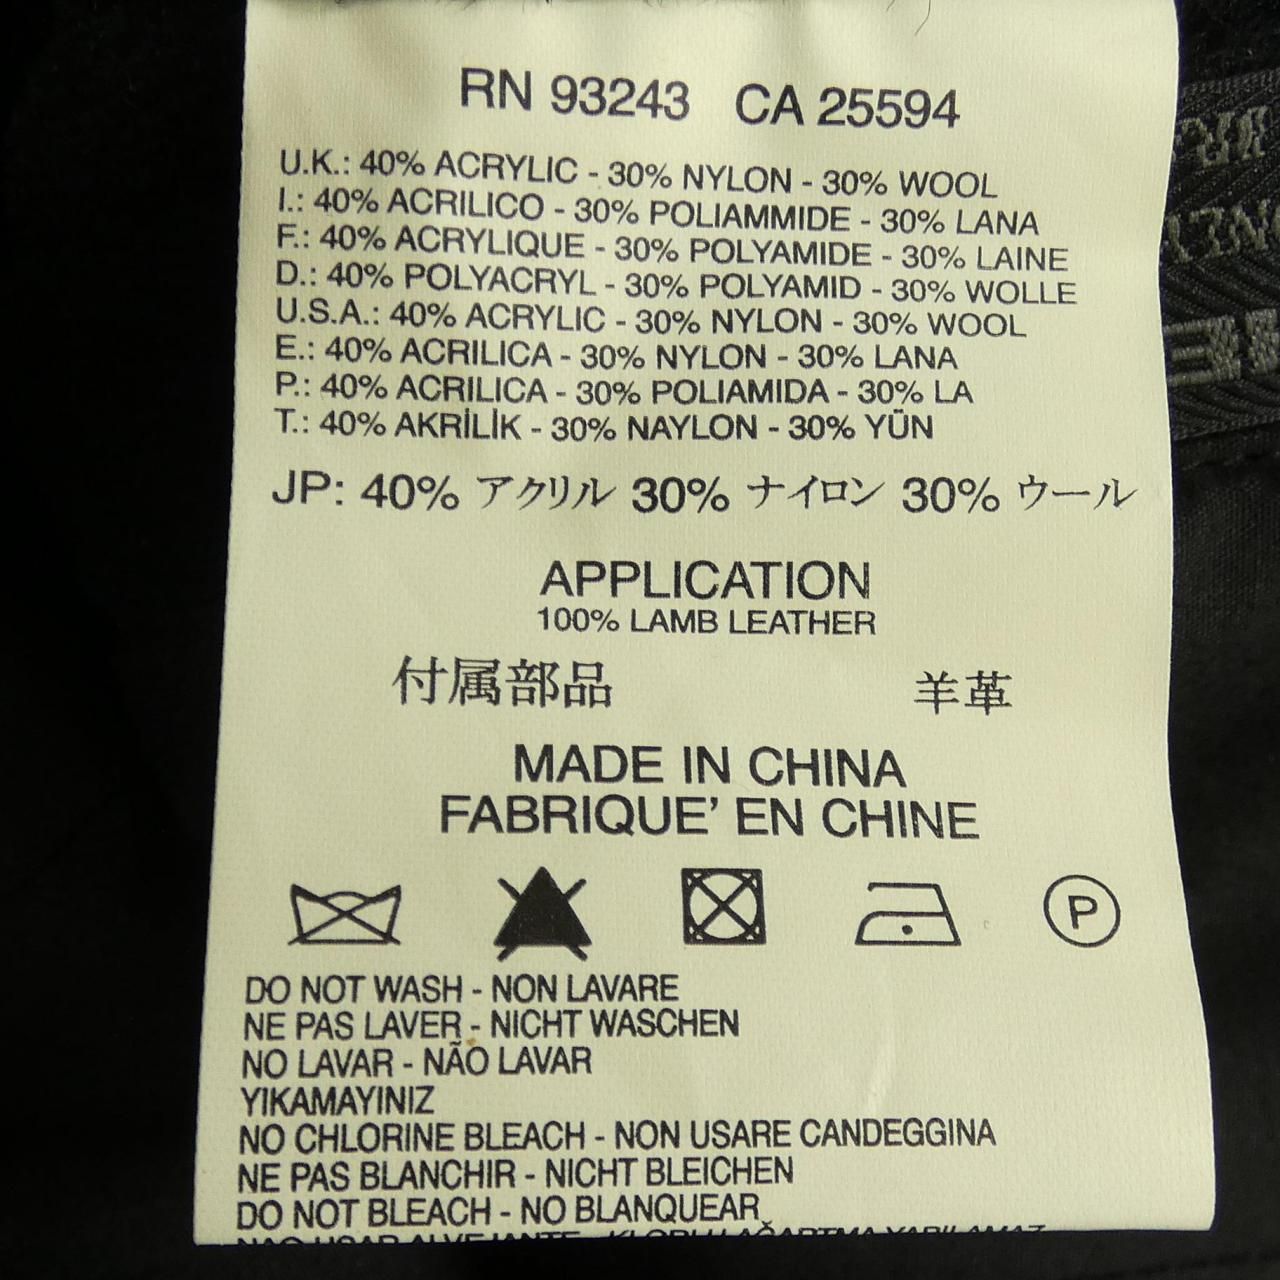 RN 93243 CA 25594
U.K.: 40% ACRYLIC - 30% NYLON - 30% WOOL
I.: 40% ACRILICO - 30% POLIAMMIDE - 30% LANA
F.: 40% ACRYLIQUE - 30% POLYAMIDE - 30% LAINE
D.: 40% POLYACRYL - 30% POLYAMID - 30% WOLLE
U.S.A.: 40% ACRYLIC - 30% NYLON - 30% WOOL
E.: 40% ACRILICA - 30% NYLON - 30% LANA
P.: 40% ACRILICA - 30% POLIAMIDA - 30% LA
T.: 40% AKRİLİK - 30% NAYLON - 30% YÜN
JP: 40% アクリル 30% ナイロン 30% ウール
APPLICATION
100% LAMB LEATHER
付属部品 羊革
MADE IN CHINA
FABRIQUE' EN CHINE
P
DO NOT WASH - NON LAVARE
NE PAS LAVER - NICHT WASCHEN
NO LAVAR - NÃO LAVAR
YIKAMAYINIZ
NO CHLORINE BLEACH - NON USARE CANDEGGINA
NE PAS BLANCHIR - NICHT BLEICHEN
DO NOT BLEACH - NO BLANQUEAR